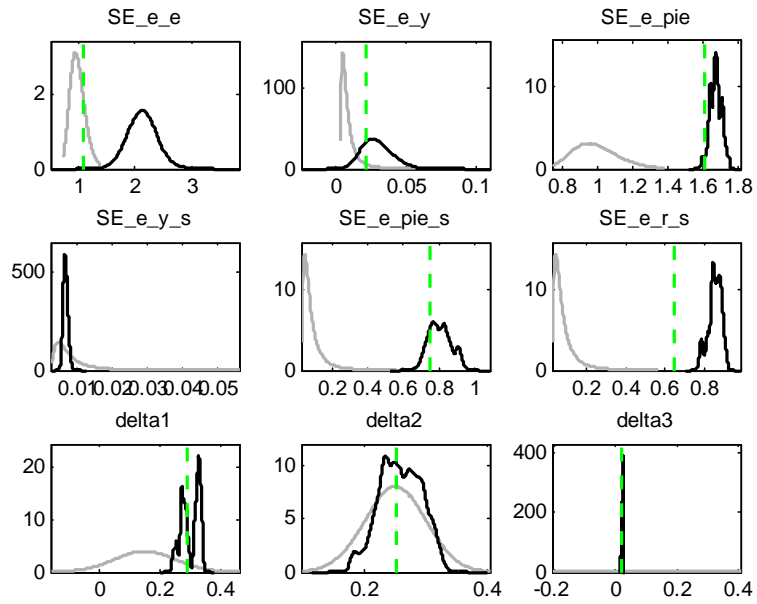 SE_e_e SE_e_y SE_e_pie
2 0 1 2 3
100 0 0 0.05 0.1
10 0 0.8 1 1.2 1.4 1.6 1.8
SE_e_y_s SE_e_pie_s SE_e_r_s
500 0 0.01 0.02 0.03 0.04 0.05
10 5 0 0.2 0.4 0.6 0.8 1
10 5 0 0.2 0.4 0.6 0.8
delta1 delta2 delta3
20 10 0 0 0.2 0.4
10 5 0 0.2 0.4
400 200 0 -0.2 0 0.2 0.4